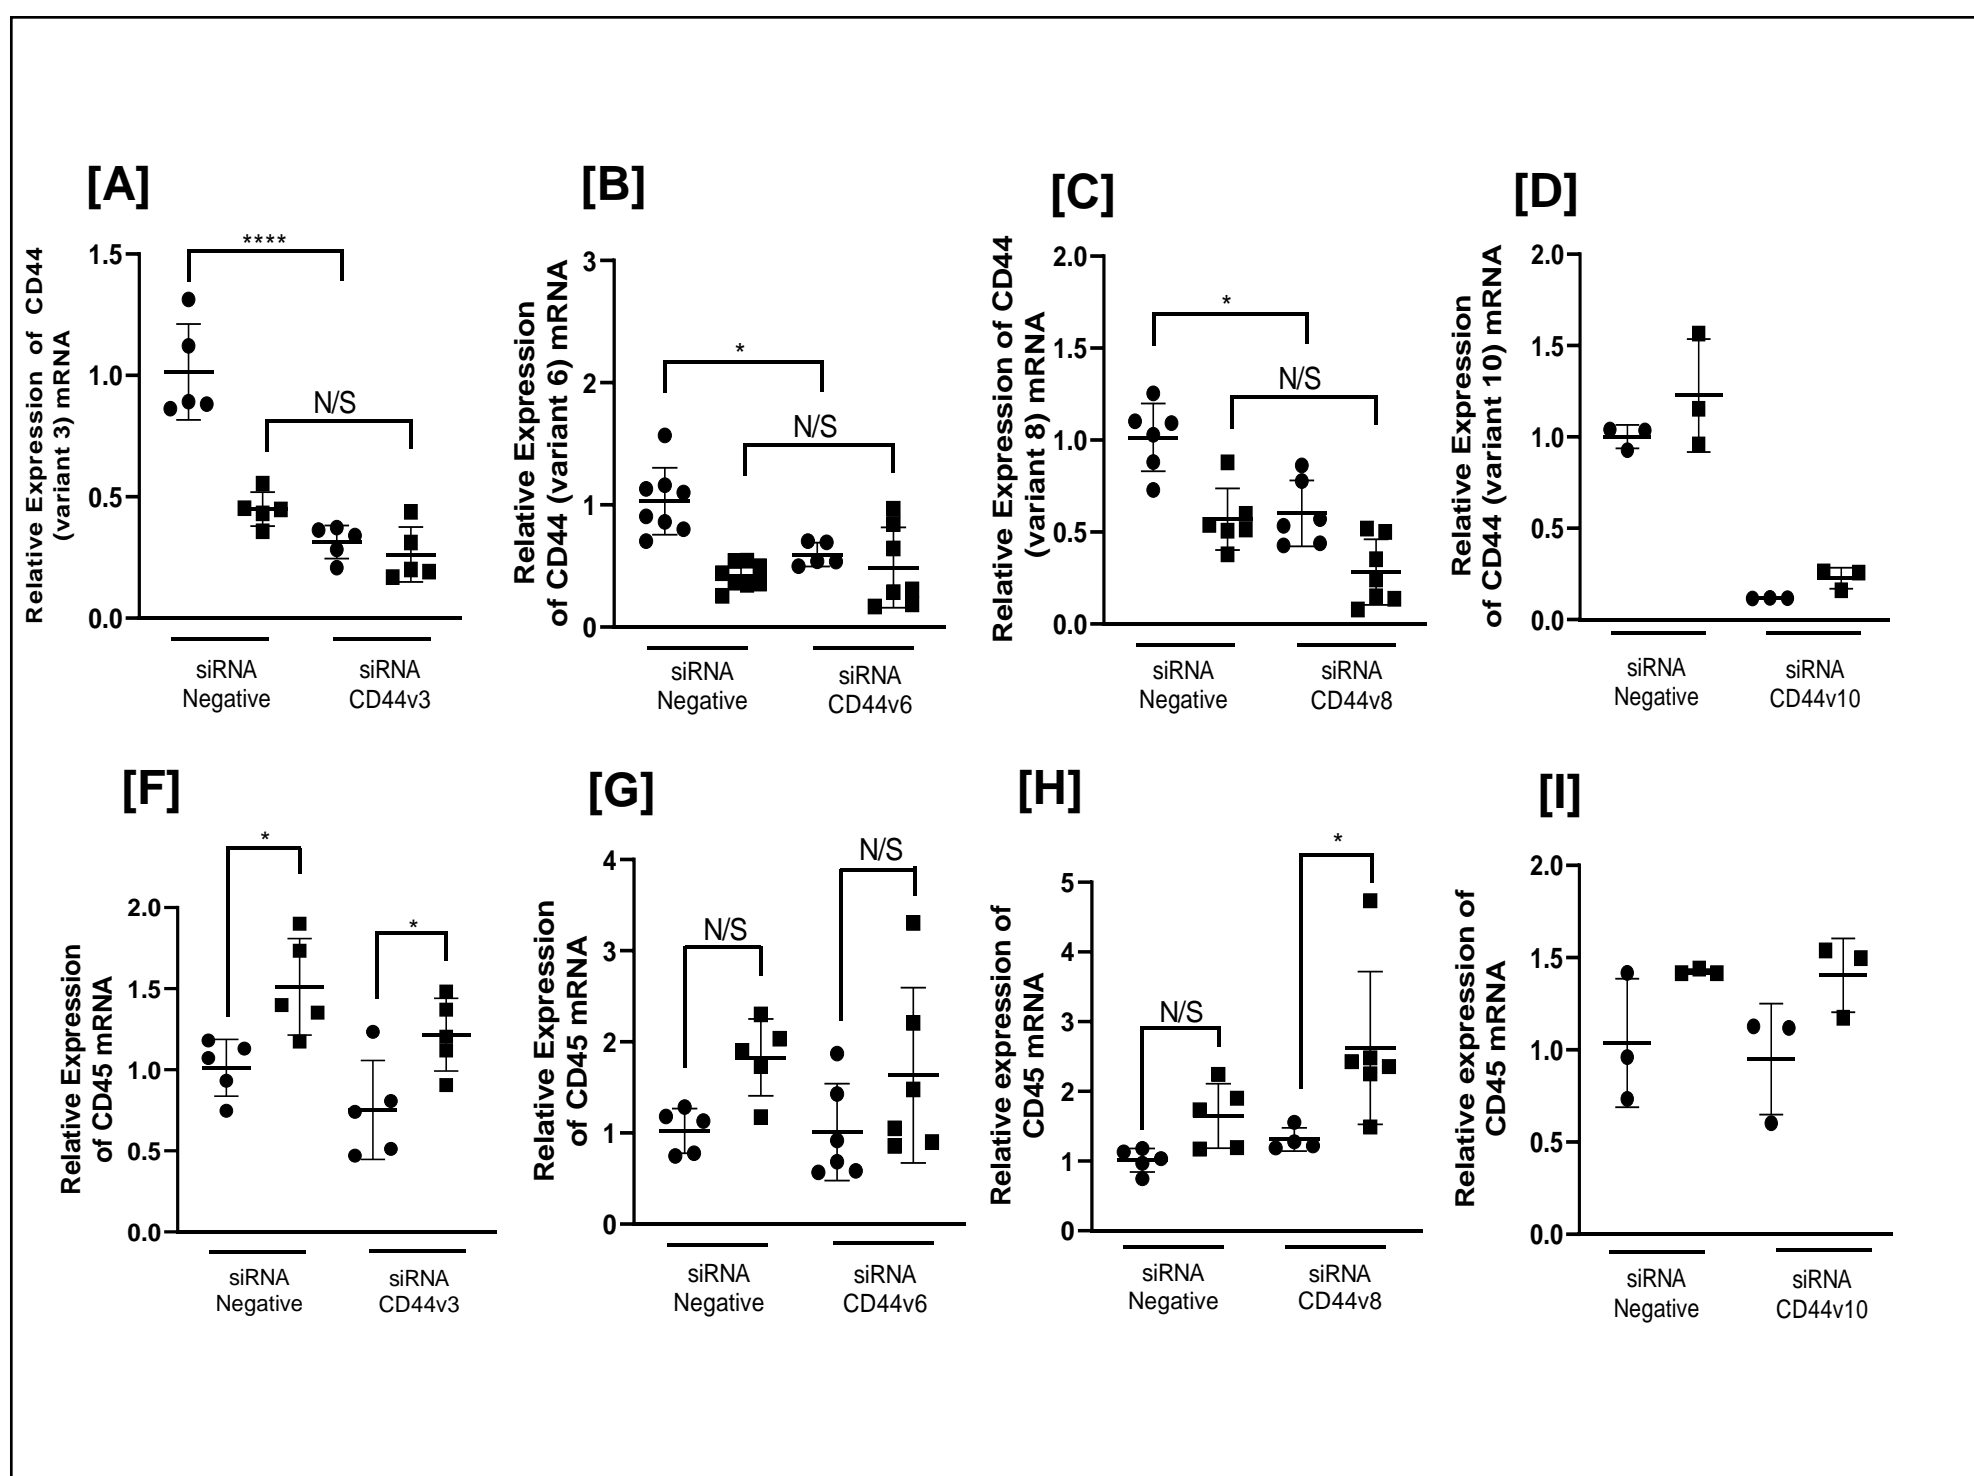 [A]
Relative Expression of CD44
(variant 3) mRNA
1.5
1.0
0.5
0.0
****
N/S
siRNA
Negative
siRNA
CD44v3
[B]
Relative Expression
of CD44 (variant 6) mRNA
3
2
1
0
*
N/S
siRNA
Negative
siRNA
CD44v6
[C]
Relative Expression of CD44
(variant 8) mRNA
2.0
1.5
1.0
0.5
0.0
*
N/S
siRNA
Negative
siRNA
CD44v8
[D]
Relative Expression
of CD44 (variant 10) mRNA
2.0
1.5
1.0
0.5
0.0
siRNA
Negative
siRNA
CD44v10
[F]
Relative Expression
of CD45 mRNA
2.0
1.5
1.0
0.5
0.0
*
*
siRNA
Negative
siRNA
CD44v3
[G]
Relative Expression
of CD45 mRNA
4
3
2
1
0
N/S
N/S
siRNA
Negative
siRNA
CD44v6
[H]
Relative expression of
CD45 mRNA
5
4
3
2
1
0
N/S
*
siRNA
Negative
siRNA
CD44v8
[I]
Relative expression of
CD45 mRNA
2.0
1.5
1.0
0.5
0.0
siRNA
Negative
siRNA
CD44v10